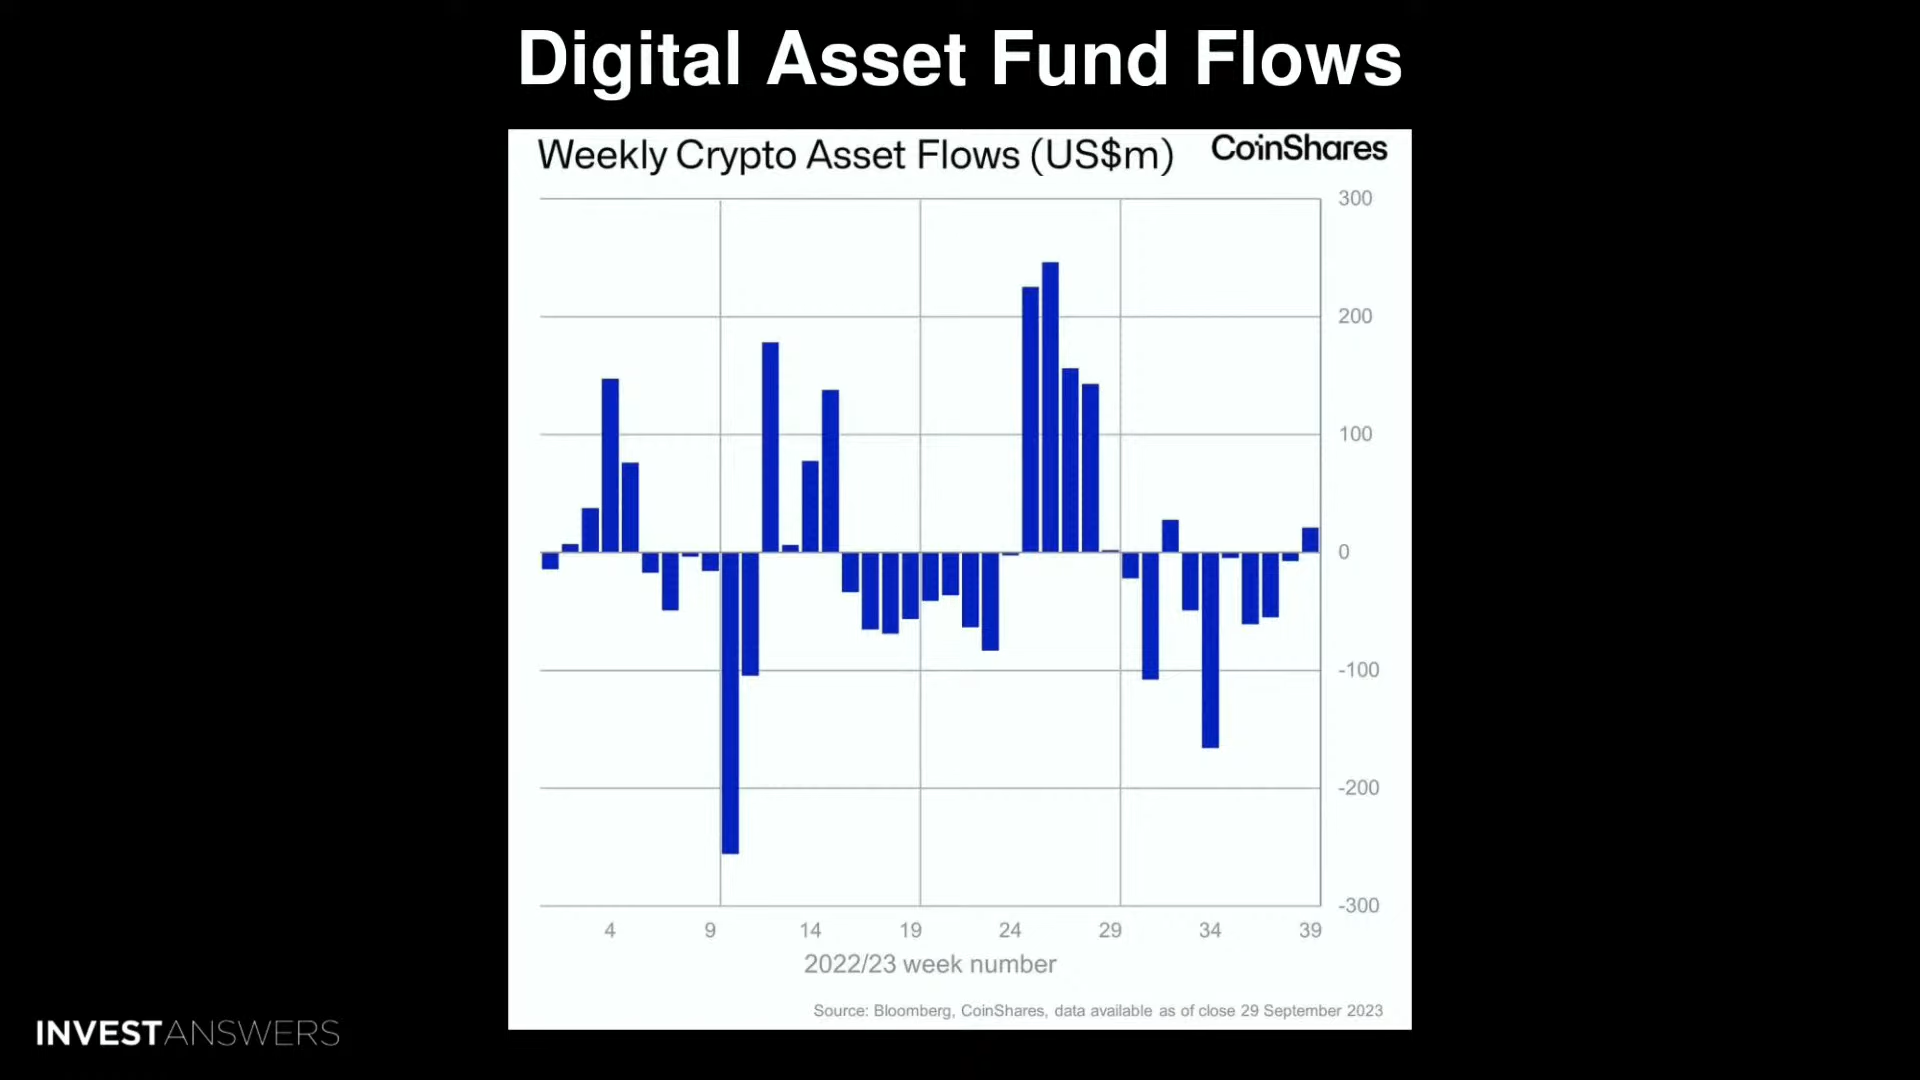 Digital Asset Fund Flows
Weekly Crypto Asset Flows (US$m)
CoinShares
300
200
100
0
-100
-200
-300
4 9 14 19 24 29 34 39
2022/23 week number
Source: Bloomberg, CoinShares, data available as of close 29 September 2023
INVESTANSWERS